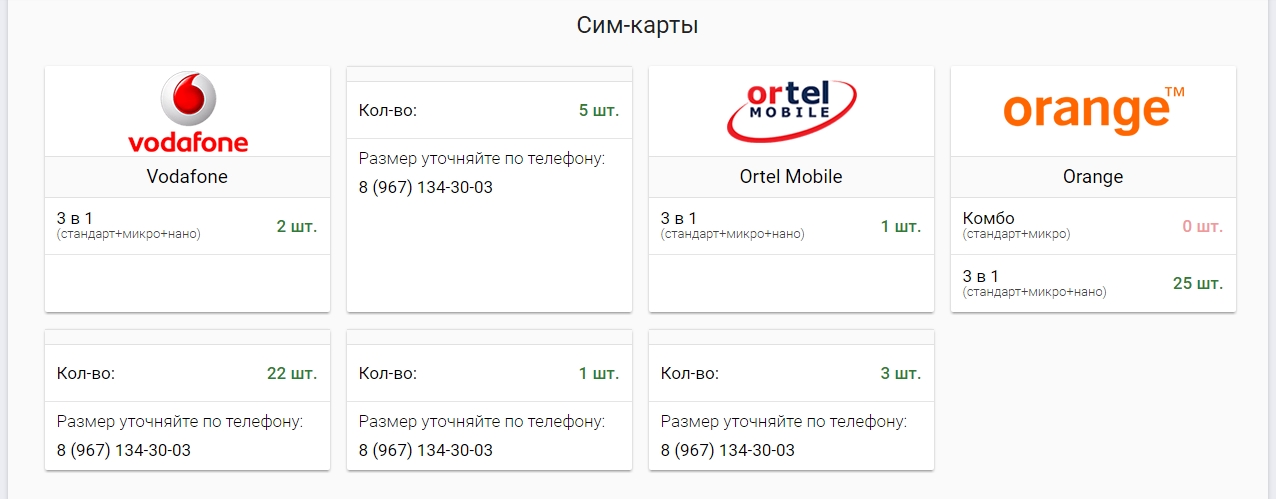 Сим-карты
vodafone
Vodafone
3 в 1
(стандарт+микро+нано)
2 шт.
Кол-во:
5 шт.
Размер уточняйте по телефону:
8 (967) 134-30-03
ortel
MOBILE
Ortel Mobile
3 в 1
(стандарт+микро+нано)
1 шт.
orange™
Orange
Комбо
(стандарт+микро)
0 шт.
3 в 1
(стандарт+микро+нано)
25 шт.
Кол-во:
22 шт.
Размер уточняйте по телефону:
8 (967) 134-30-03
Кол-во:
1 шт.
Размер уточняйте по телефону:
8 (967) 134-30-03
Кол-во:
3 шт.
Размер уточняйте по телефону:
8 (967) 134-30-03